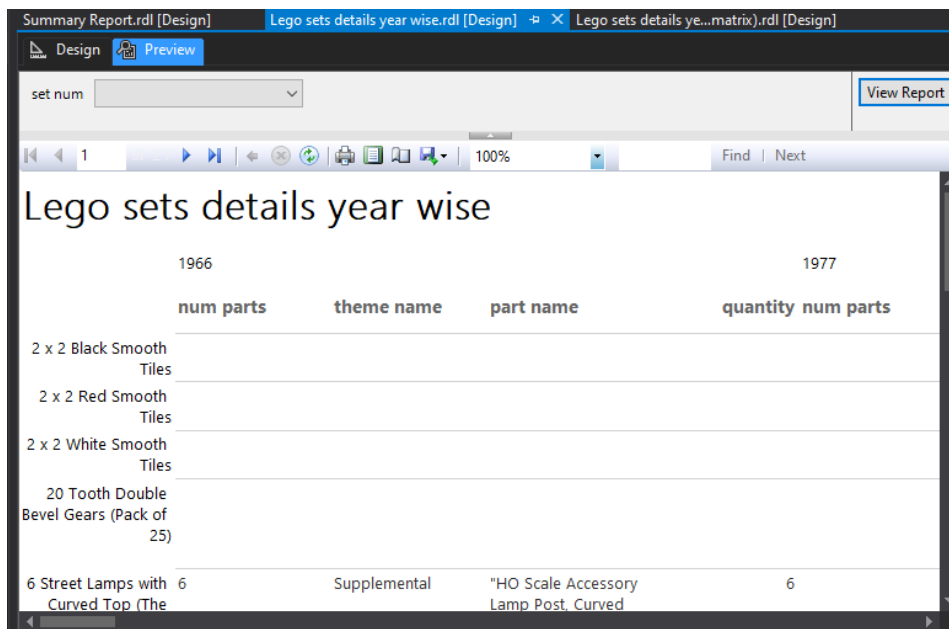 Summary Report.rdl [Design] Lego sets details year wise.rdl [Design] Lego sets details ye...matrix).rdl [Design]
Design Preview
set num View Report
1 100% Find | Next
Lego sets details year wise
1966 1977
num parts theme name part name quantity num parts
2 x 2 Black Smooth
Tiles
2 x 2 Red Smooth
Tiles
2 x 2 White Smooth
Tiles
20 Tooth Double
Bevel Gears (Pack of
25)
6 Street Lamps with 6 Supplemental "HO Scale Accessory 6
Curved Top (The Lamp Post, Curved